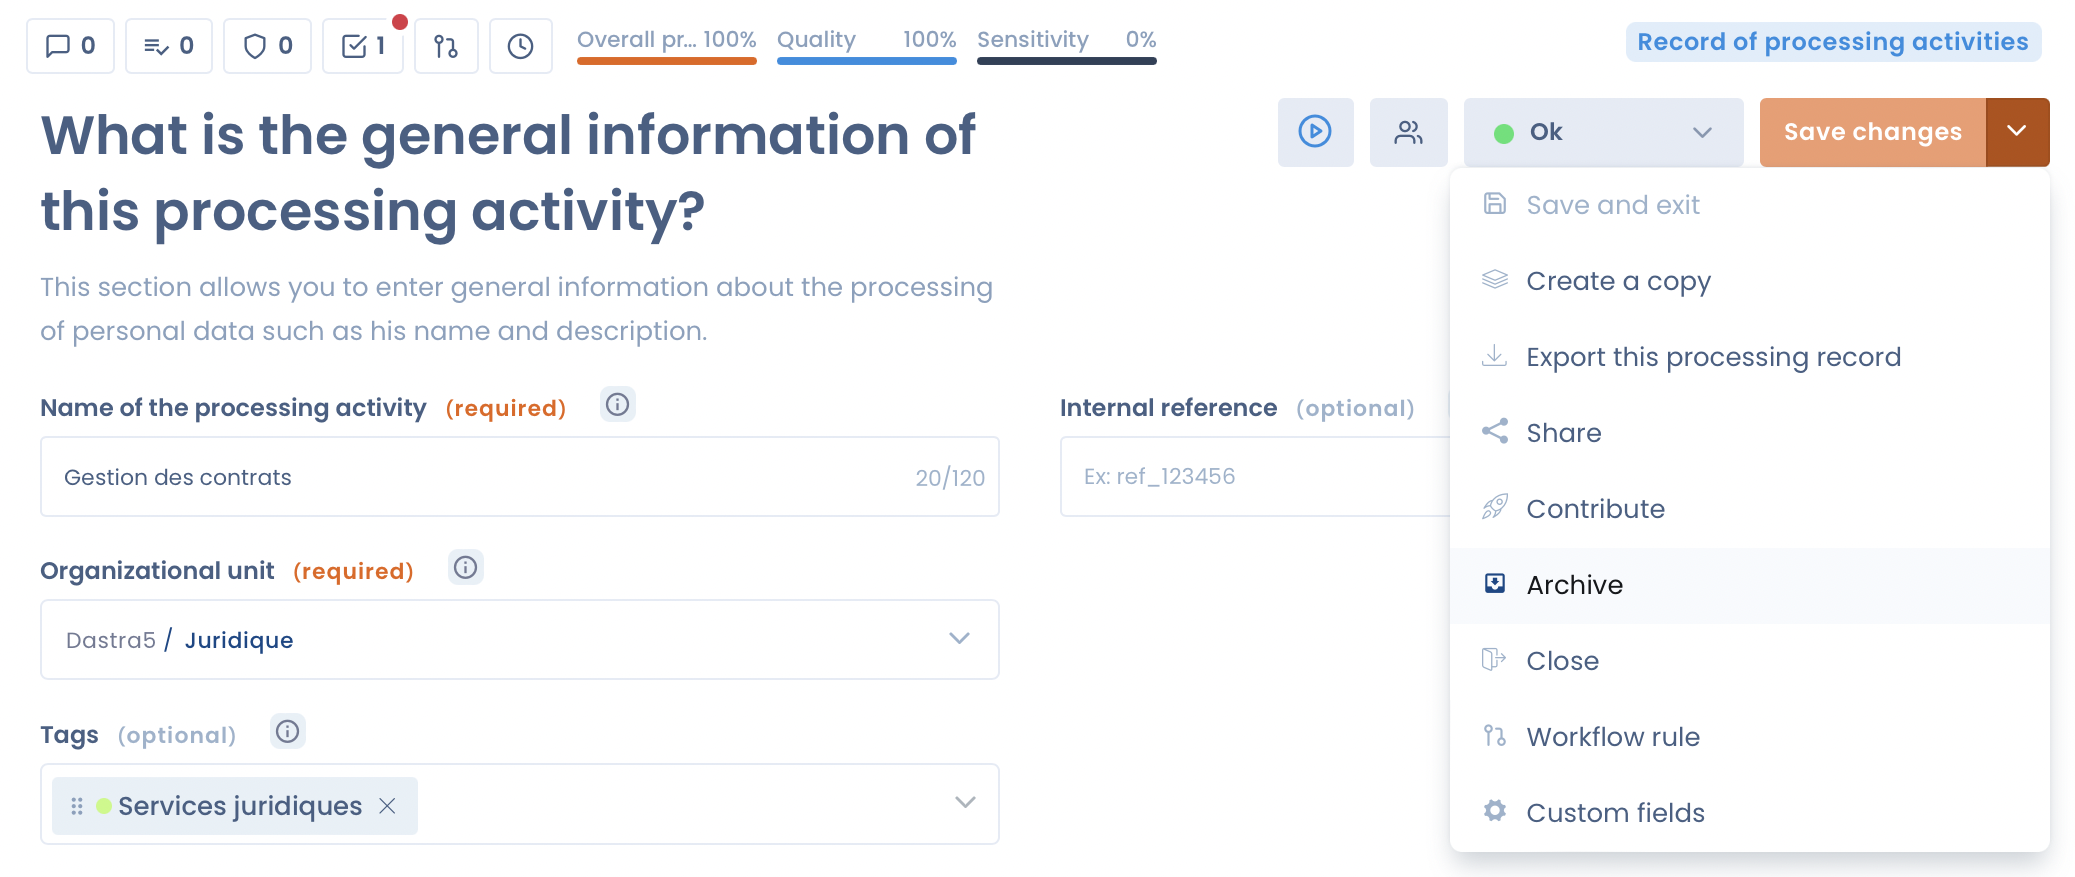 0 0 0 1 Overall pr... 100% Quality 100% Sensitivity 0% Record of processing activities
What is the general information of
this processing activity?
Ok
Save changes
This section allows you to enter general information about the processing
of personal data such as his name and description.
Name of the processing activity (required)
Gestion des contrats 20/120
Internal reference (optional)
Ex: ref_123456
Organizational unit (required)
Dastra5 / Juridique
Tags (optional)
Services juridiques
Save and exit
Create a copy
Export this processing record
Share
Contribute
Archive
Close
Workflow rule
Custom fields